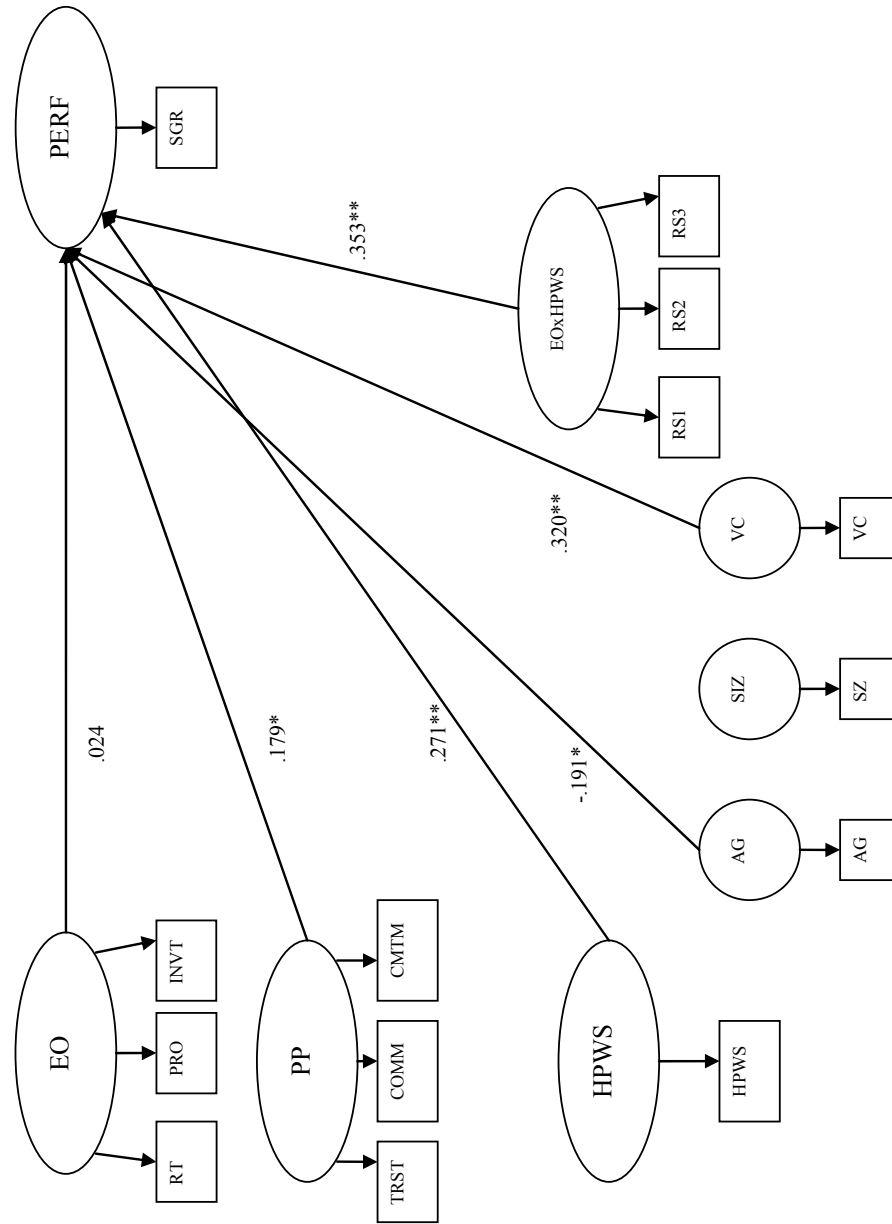 EO
RT
PRO
INVT
.024
PERF
SGR
PP
TRST
COMM
CMTM
.179*
HPWS
HPWS
.271**
AG
AG
-.191*
SIZ
SZ
VC
VC
.320**
EOxHPWS
RS1
RS2
RS3
.353**